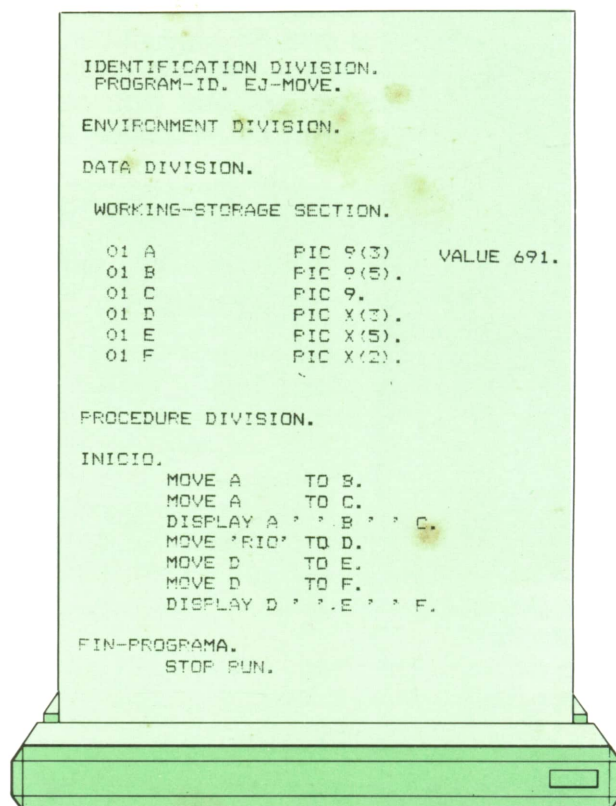 IDENTIFICATION DIVISION.
PROGRAM-ID. EJ-MOVE.
ENVIRONMENT DIVISION.
DATA DIVISION.
WORKING-STORAGE SECTION.
01 A PIC 9(3) VALUE 691.
01 B PIC 9(5).
01 C PIC 9.
01 D PIC X(3).
01 E PIC X(5).
01 F PIC X(2).
PROCEDURE DIVISION.
INICIO.
MOVE A TO B.
MOVE A TO C.
DISPLAY A ' ' B ' ' C.
MOVE 'RIO' TO D.
MOVE D TO E.
MOVE D TO F.
DISPLAY D ' ' E ' ' F.
FIN-PROGRAMA.
STOP RUN.